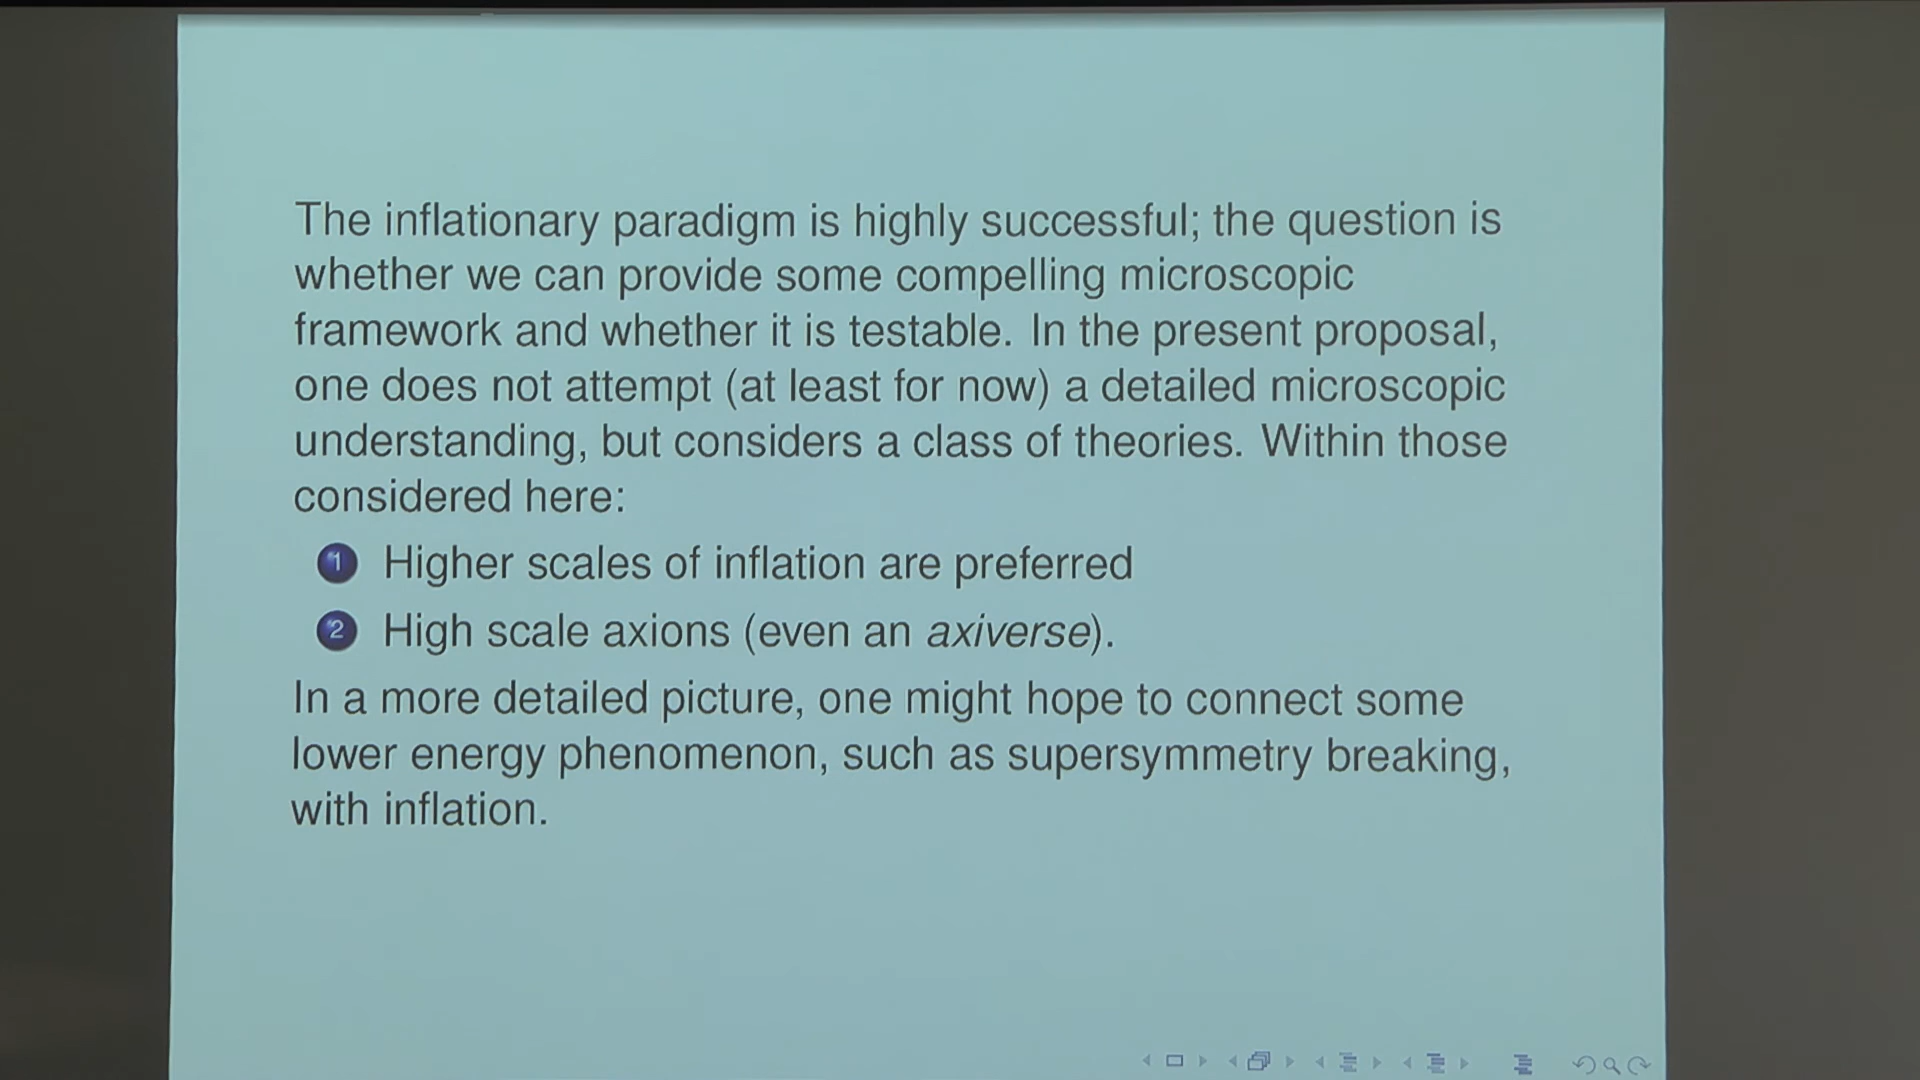 The inflationary paradigm is highly successful; the question is
whether we can provide some compelling microscopic
framework and whether it is testable. In the present proposal,
one does not attempt (at least for now) a detailed microscopic
understanding, but considers a class of theories. Within those
considered here:
1 Higher scales of inflation are preferred
2 High scale axions (even an axiverse).
In a more detailed picture, one might hope to connect some
lower energy phenomenon, such as supersymmetry breaking,
with inflation.